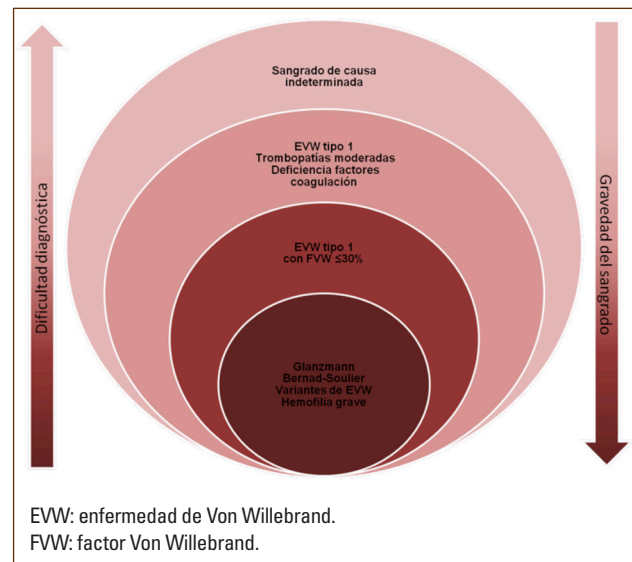 Sangrado de causa
indeterminada
EVW tipo 1
Trombopatías moderadas
Deficiencia factores
coagulación
EVW tipo 1
con FVW ≤30%
Glanzmann
Bernad-Soulier
Variantes de EVW
Hemofilia grave
Dificultad diagnóstica
Gravedad del sangrado
EVW: enfermedad de Von Willebrand.
FVW: factor Von Willebrand.